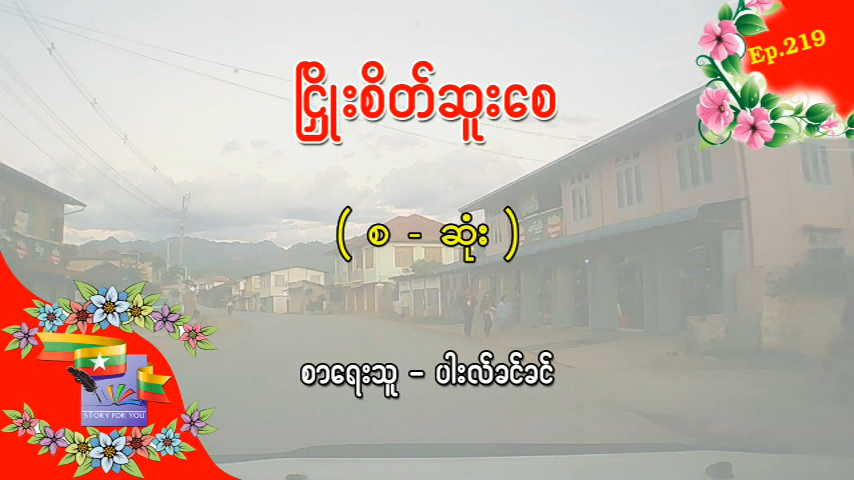 Ep.219
ငြှိုးစိတ်ဆူးစေ
( စ - ဆုံး )
စာရေးသူ - ပါးလ်ခင်ခင်
STORY FOR YOU